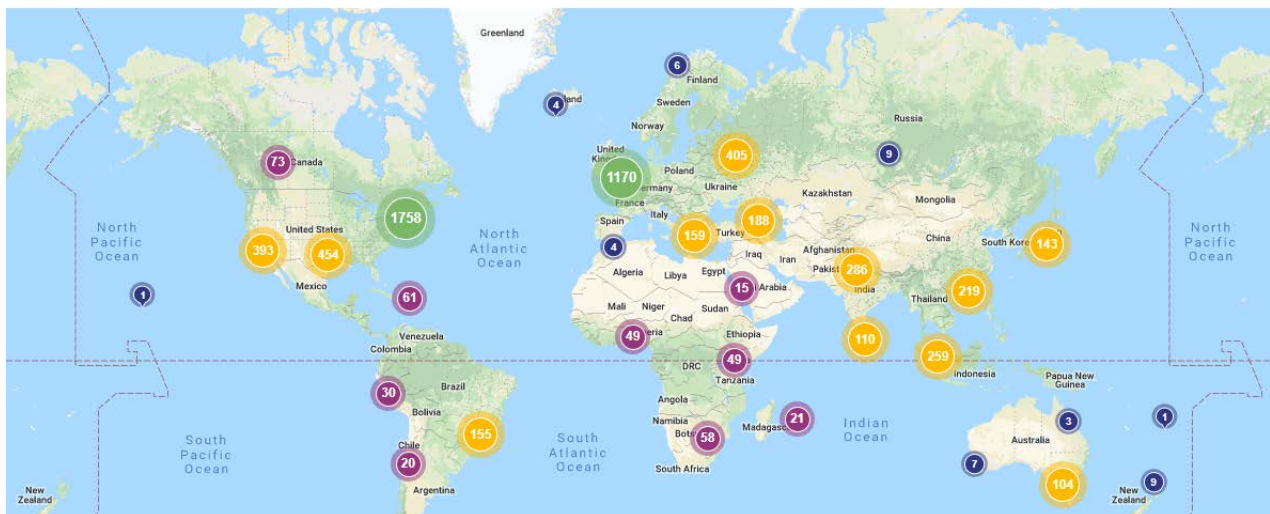 Greenland
6
Finland
4
Sweden
Norway
Russia
United
405
9
73
Canada
1170
Poland
Ukraine
Germany
Kazakhstan
France
Mongolia
1758
Italy
188
Spain
North
Pacific
Ocean
United States
North
Atlantic
Ocean
159
Turkey
China
South Kore
143
North
Pacific
Ocean
393
454
4
Iraq
Iran
Afghanistan
Pakist
286
Algeria
Libya
Egypt
Mexico
India
1
61
15
Arabia
Thailand
219
Mali
Niger
Chad
Sudan
Venezuela
49
eria
Ethiopia
110
Colombia
259
DRC
49
Indonesia
Papua New
Guinea
Tanzania
30
Brazil
Angola
Bolivia
Namibia
Botsw
58
Madagascar
21
Indian
Ocean
3
1
South
Pacific
Ocean
Chile
155
South
Atlantic
Ocean
Australia
20
South Africa
7
104
9
Argentina
New
Zealand
New
Zealand